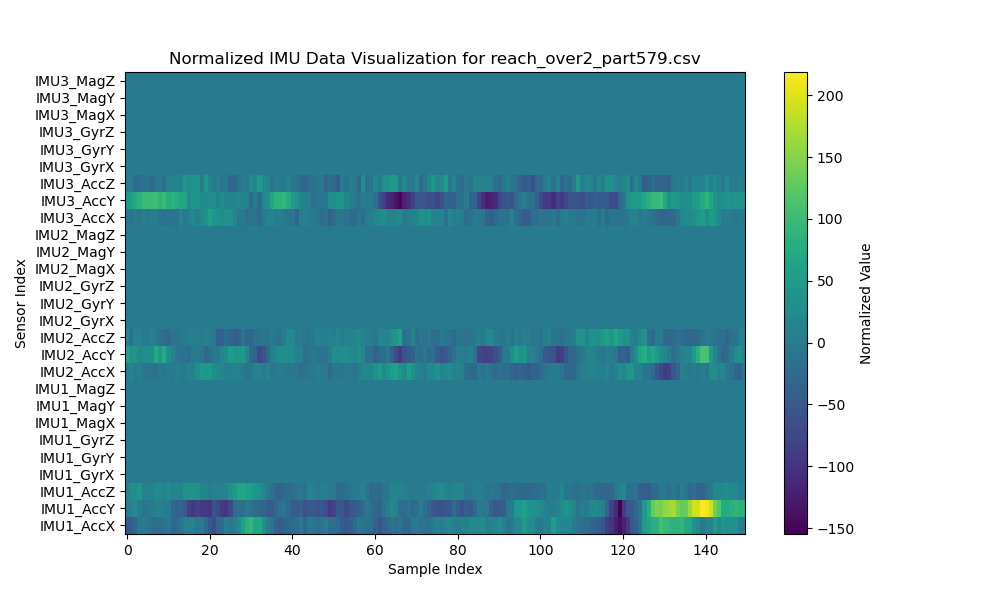 Normalized IMU Data Visualization for reach_over2_part579.csv
IMU3_MagZ
IMU3_MagY
IMU3_MagX
IMU3_GyrZ
IMU3_GyrY
IMU3_GyrX
IMU3_AccZ
IMU3_AccY
IMU3_AccX
IMU2_MagZ
IMU2_MagY
IMU2_MagX
IMU2_GyrZ
IMU2_GyrY
IMU2_GyrX
IMU2_AccZ
IMU2_AccY
IMU2_AccX
IMU1_MagZ
IMU1_MagY
IMU1_MagX
IMU1_GyrZ
IMU1_GyrY
IMU1_GyrX
IMU1_AccZ
IMU1_AccY
IMU1_AccX
Sensor Index
0 20 40 60 80 100 120 140
Sample Index
200
150
100
50
0
−50
−100
−150
Normalized Value